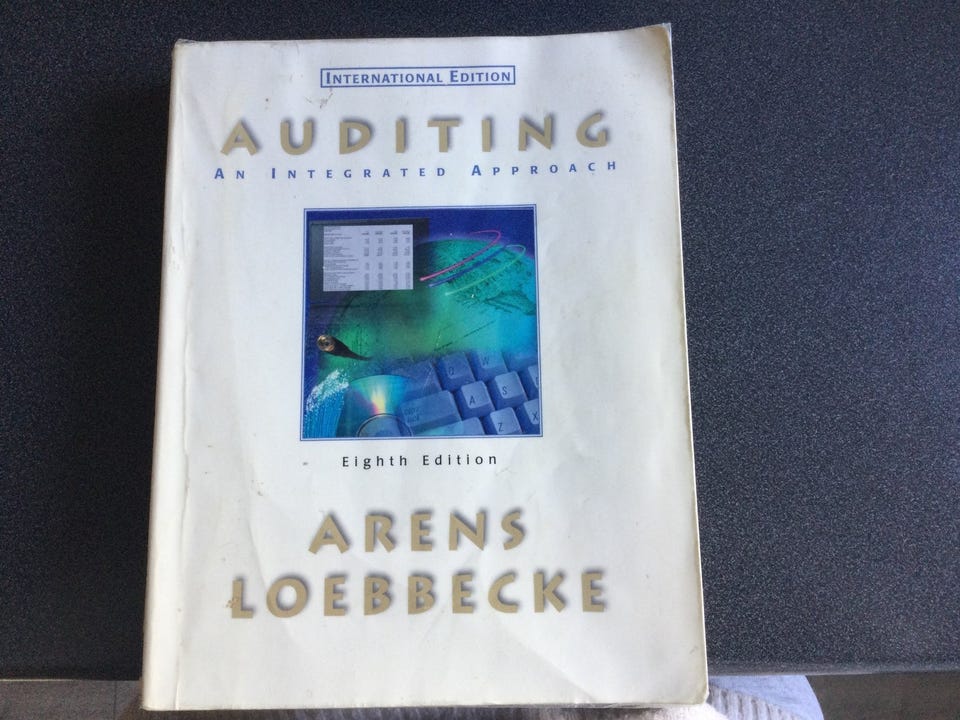 INTERNATIONAL EDITION
AUDITING
AN INTEGRATED APPROACH
Q W
A S
Z X
Eighth Edition
ARENS
LOEBBECKE